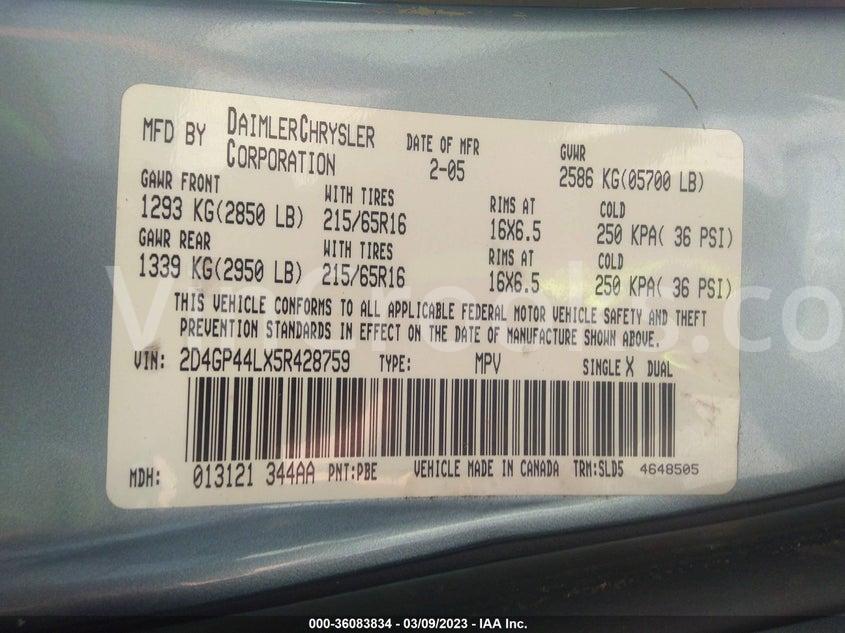 MFD BY DAIMLERCHRYSLER CORPORATION
DATE OF MFR 2-05
GVWR 2586 KG(05700 LB)
GAWR FRONT WITH TIRES RIMS AT COLD
1293 KG(2850 LB) 215/65R16 16X6.5 250 KPA( 36 PSI)
GAWR REAR WITH TIRES RIMS AT COLD
1339 KG(2950 LB) 215/65R16 16X6.5 250 KPA( 36 PSI)
THIS VEHICLE CONFORMS TO ALL APPLICABLE FEDERAL MOTOR VEHICLE SAFETY AND THEFT
PREVENTION STANDARDS IN EFFECT ON THE DATE OF MANUFACTURE SHOWN ABOVE.
VIN: 2D4GP44LX5R428759 TYPE: MPV SINGLE X DUAL
MDH: 013121 344AA PNT:PBE VEHICLE MADE IN CANADA TRM:SLD5 4648505
000-36083834 - 03/09/2023 - IAA Inc.